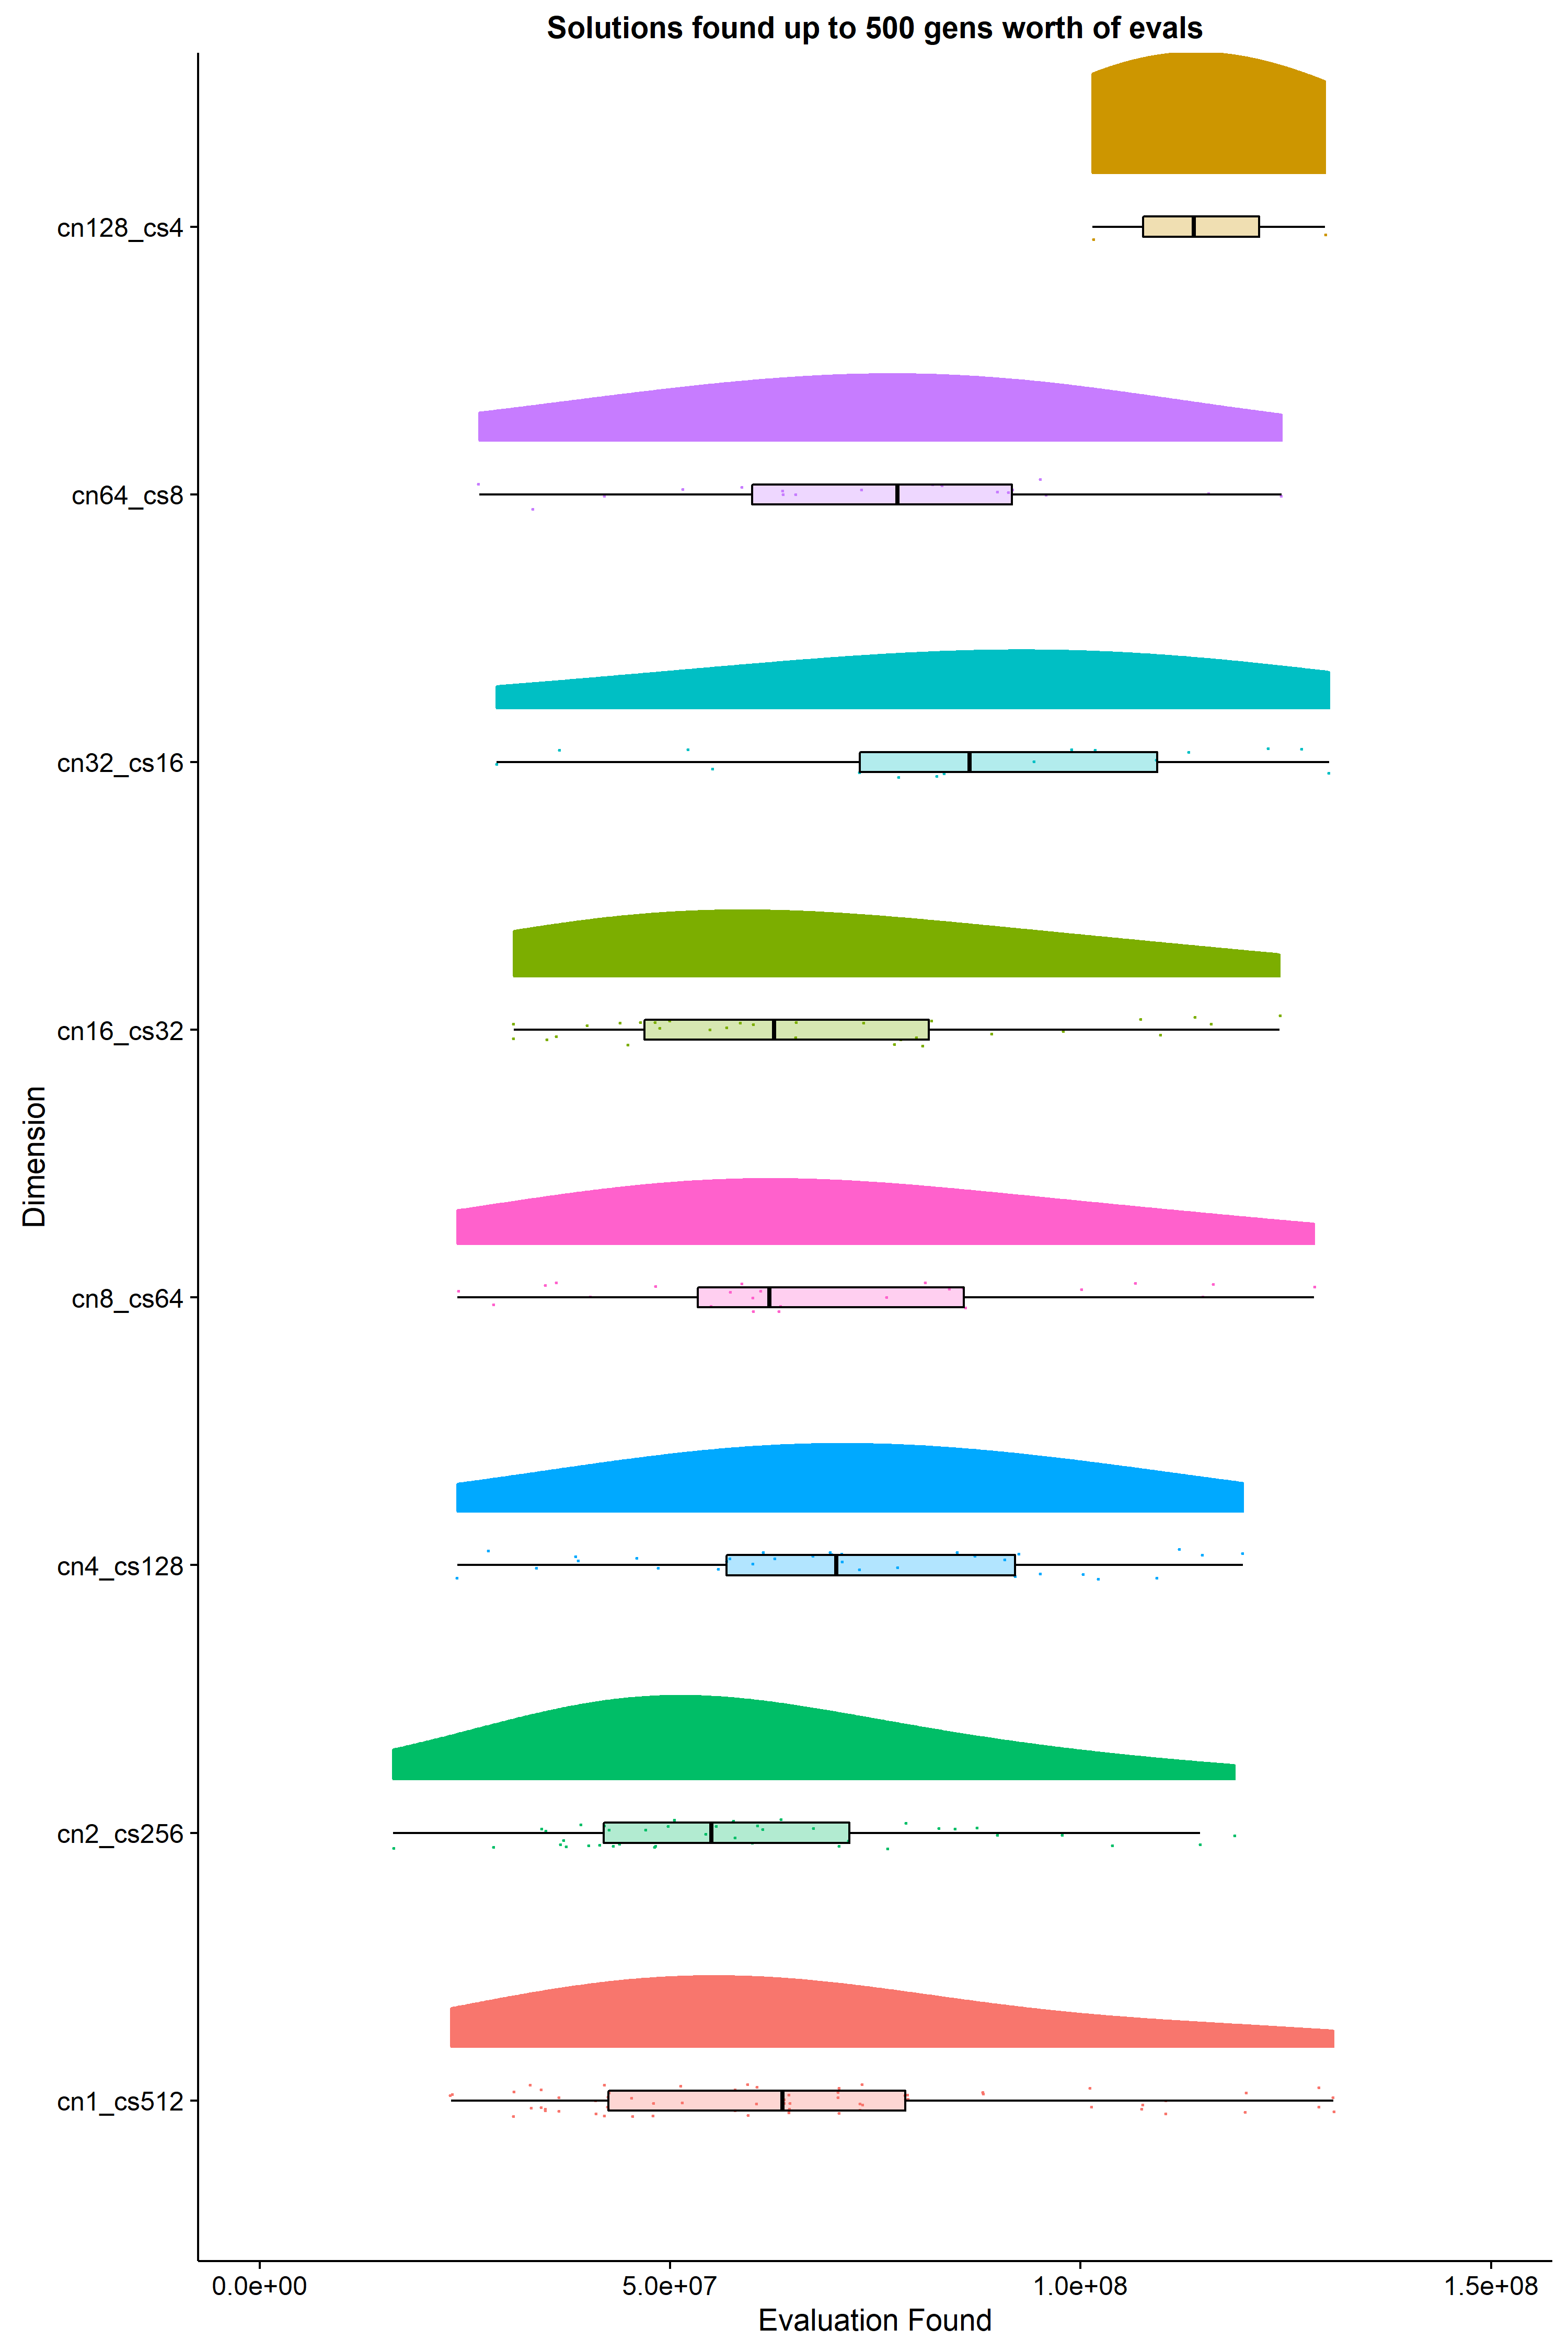 Solutions found up to 500 gens worth of evals
cn128_cs4
cn64_cs8
cn32_cs16
cn16_cs32
Dimension
cn8_cs64
cn4_cs128
cn2_cs256
cn1_cs512
0.0e+00 5.0e+07 1.0e+08 1.5e+08
Evaluation Found